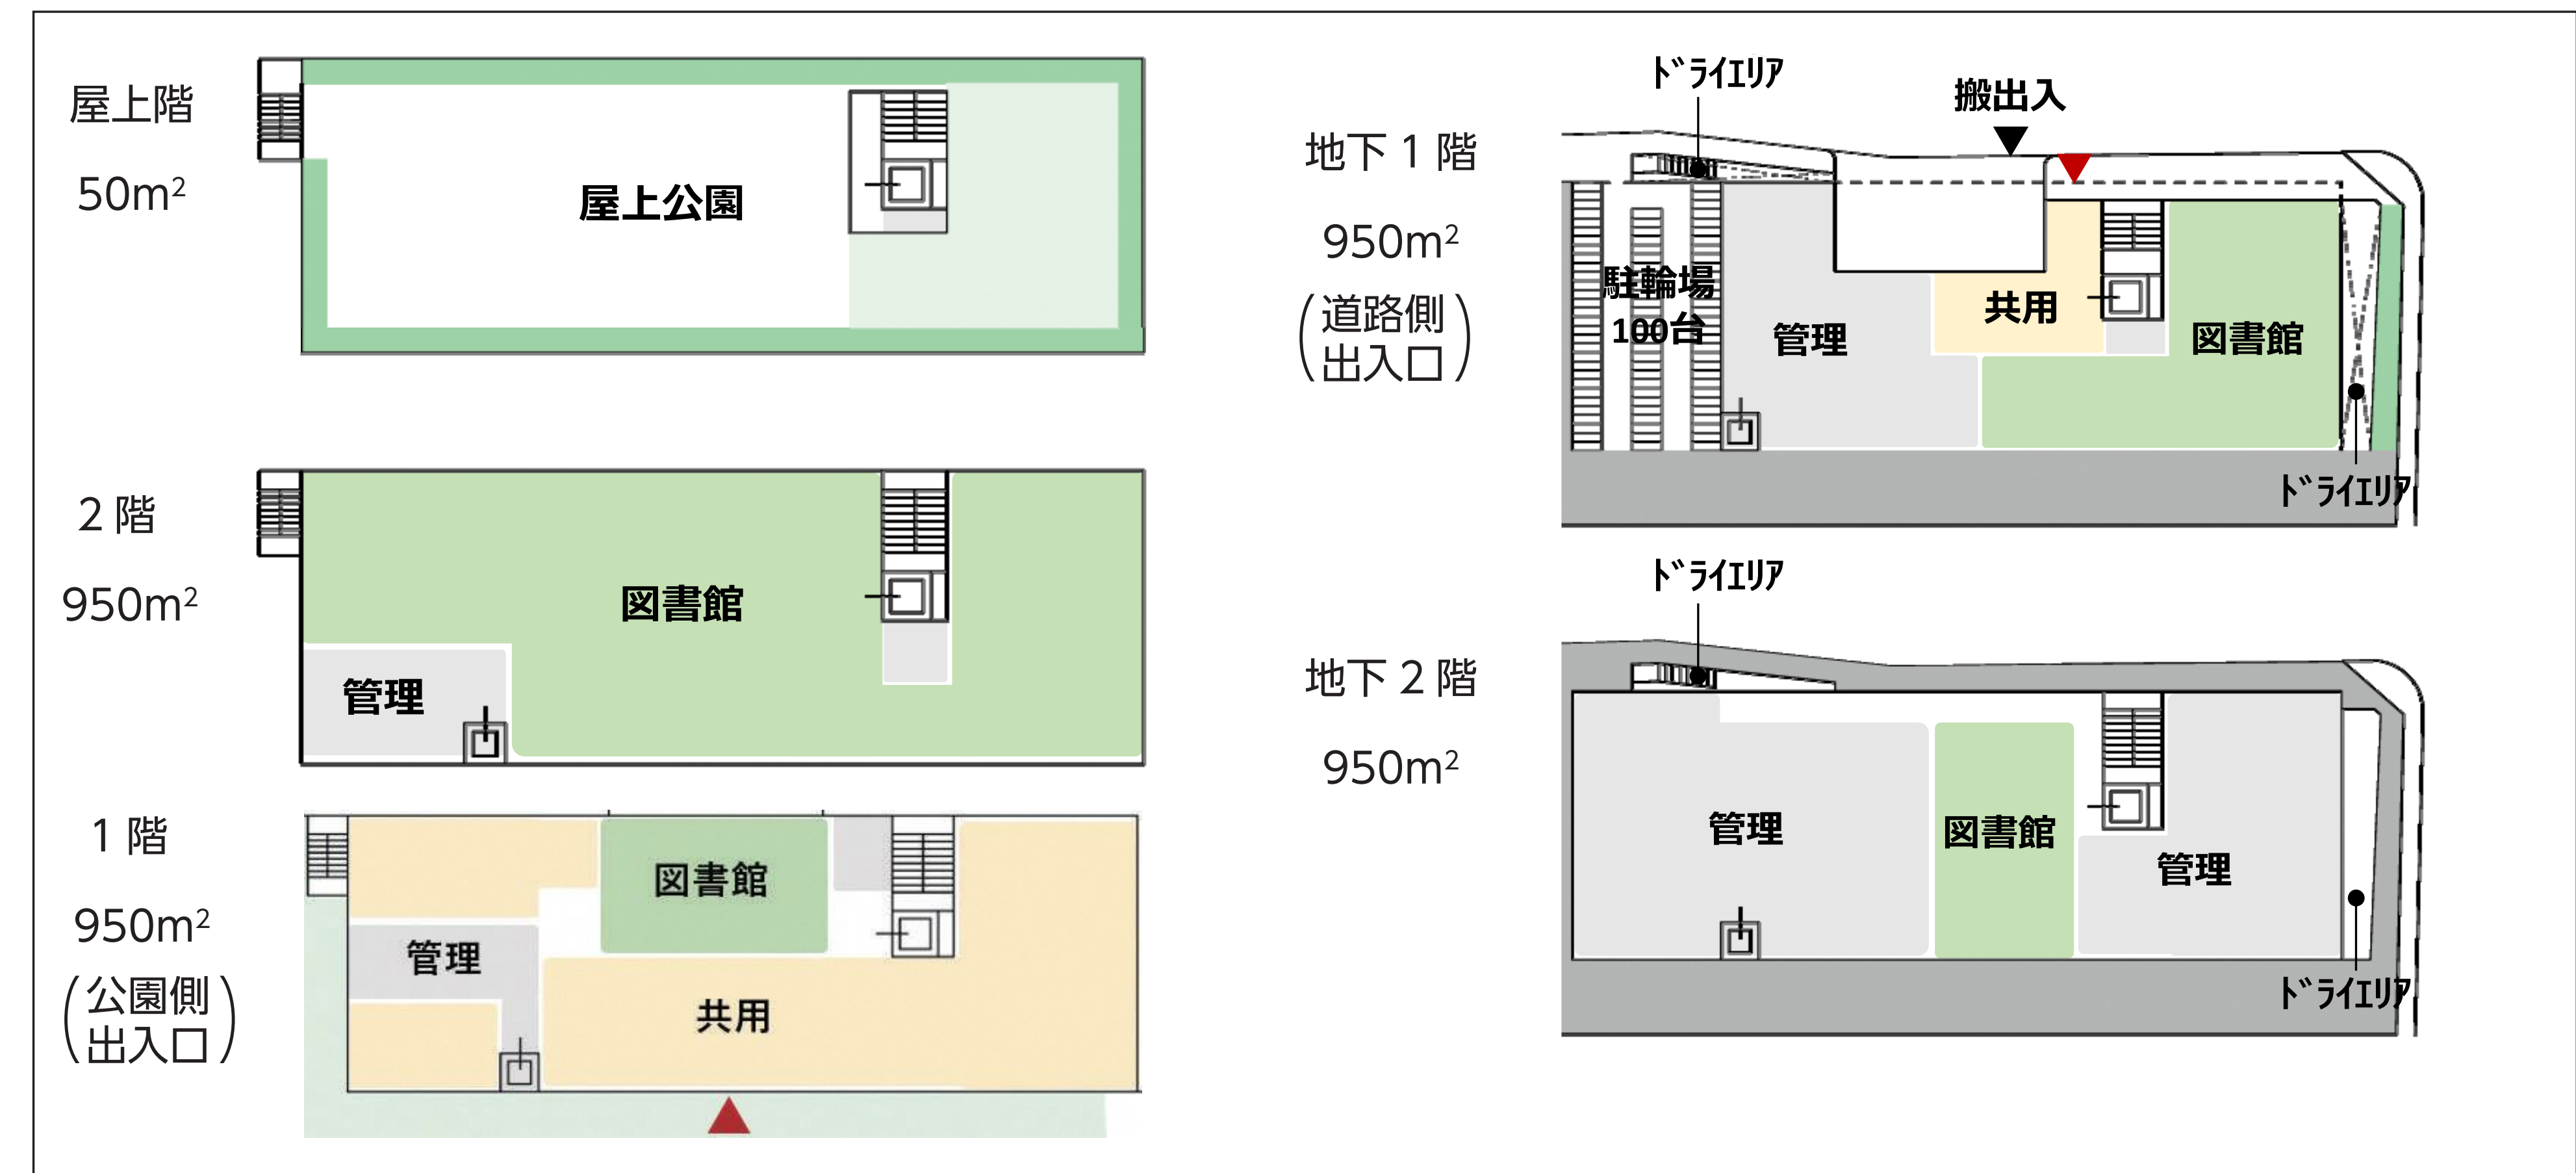 屋上階
50m²
屋上公園
2 階
950m²
図書館
管理
1 階
950m²
(公園側
出入口)
図書館
管理
共用
地下 1 階
950m²
(道路側
出入口)
ﾄﾞﾗｲｴﾘｱ
搬出入
駐輪場
100台
管理
共用
図書館
ﾄﾞﾗｲｴﾘｱ
地下 2 階
950m²
ﾄﾞﾗｲｴﾘｱ
管理
図書館
管理
ﾄﾞﾗｲｴﾘｱ